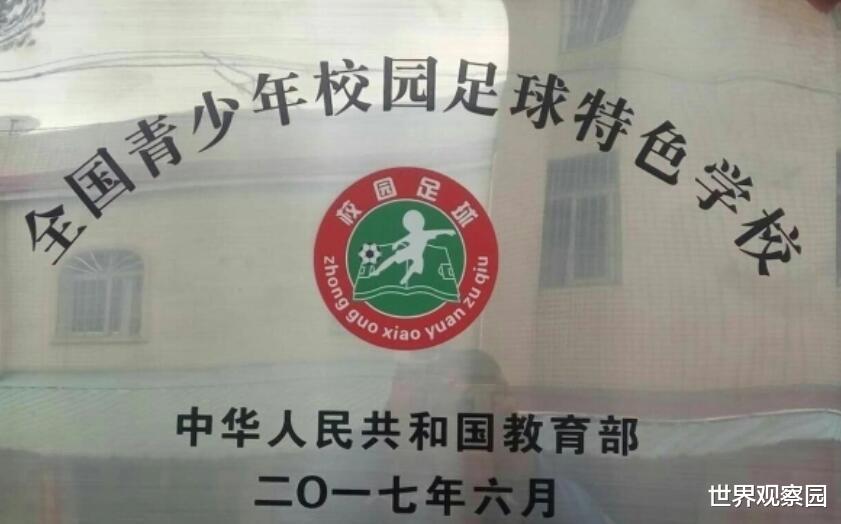 全国青少年校园足球特色学校
校园足球
zhong guo xiao yuan zu qiu
中华人民共和国教育部
二〇一七年六月
世界观察园